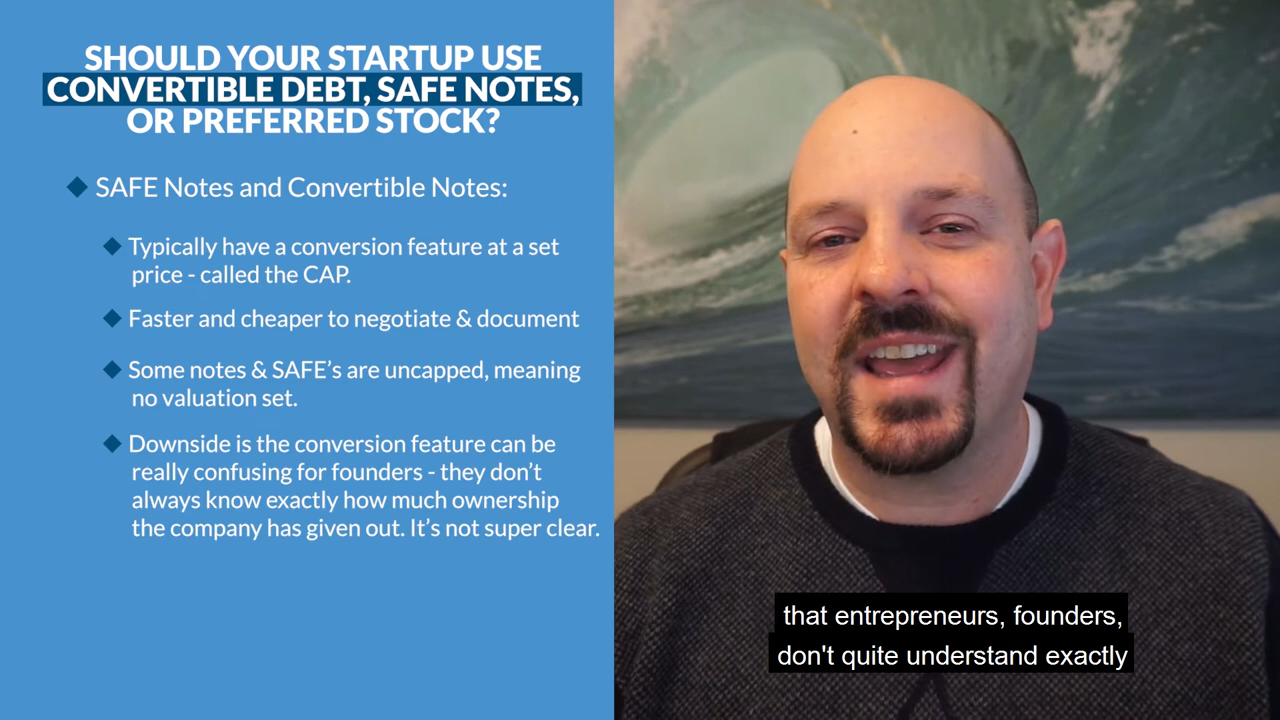 SHOULD YOUR STARTUP USE
CONVERTIBLE DEBT, SAFE NOTES,
OR PREFERRED STOCK?
SAFE Notes and Convertible Notes:
Typically have a conversion feature at a set
price - called the CAP.
Faster and cheaper to negotiate & document
Some notes & SAFE's are uncapped, meaning
no valuation set.
Downside is the conversion feature can be
really confusing for founders - they don't
always know exactly how much ownership
the company has given out. It's not super clear.
that entrepreneurs, founders,
don't quite understand exactly